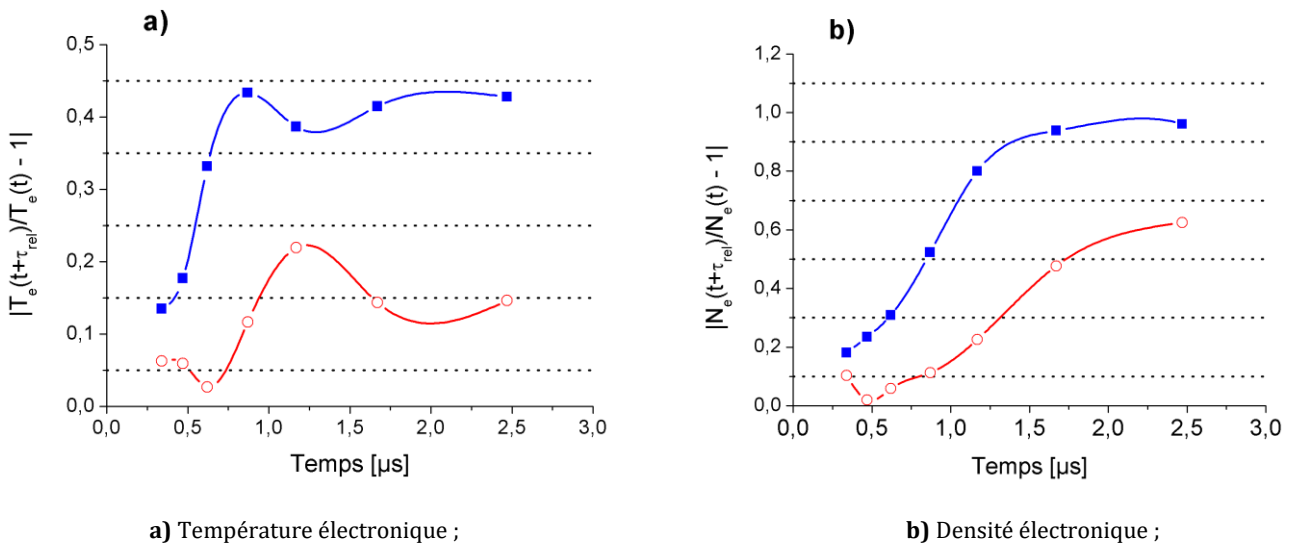 a)
0,5
0,4
0,3
0,2
0,1
0,0
|T_e(t+τ_rel)/T_e(t) - 1|
0,0 0,5 1,0 1,5 2,0 2,5 3,0
Temps [µs]
b)
1,2
1,0
0,8
0,6
0,4
0,2
0,0
|N_e(t+τ_rel)/N_e(t) - 1|
0,0 0,5 1,0 1,5 2,0 2,5 3,0
Temps [µs]
a) Température électronique ;
b) Densité électronique ;